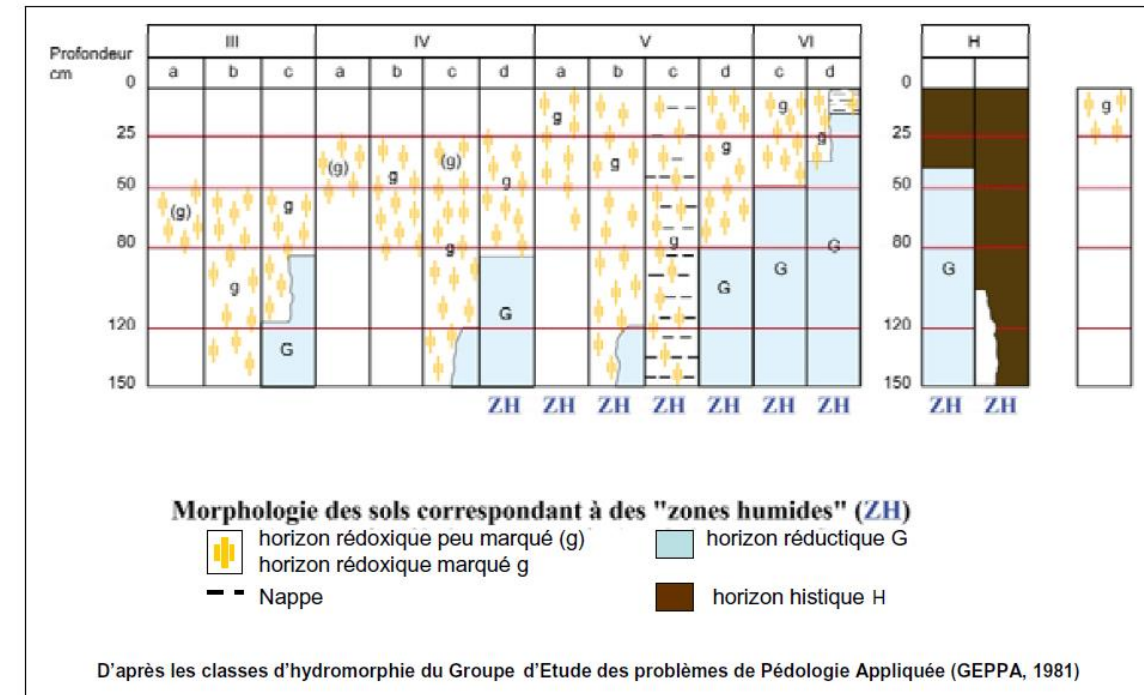 III IV V VI H
Profondeur
cm
a b c a b c d a b c d c d
0 0
25 25
50 50
80 80
120 120
150 150
(g) g g G
(g) g (g) g g G
g g g g G
g G g G
G
g
ZH ZH ZH ZH ZH ZH ZH ZH ZH
Morphologie des sols correspondant à des "zones humides" (ZH)
horizon rédoxique peu marqué (g) horizon réductique G
horizon rédoxique marqué g
Nappe horizon histique H
D'après les classes d'hydromorphie du Groupe d'Etude des problèmes de Pédologie Appliquée (GEPPA, 1981)